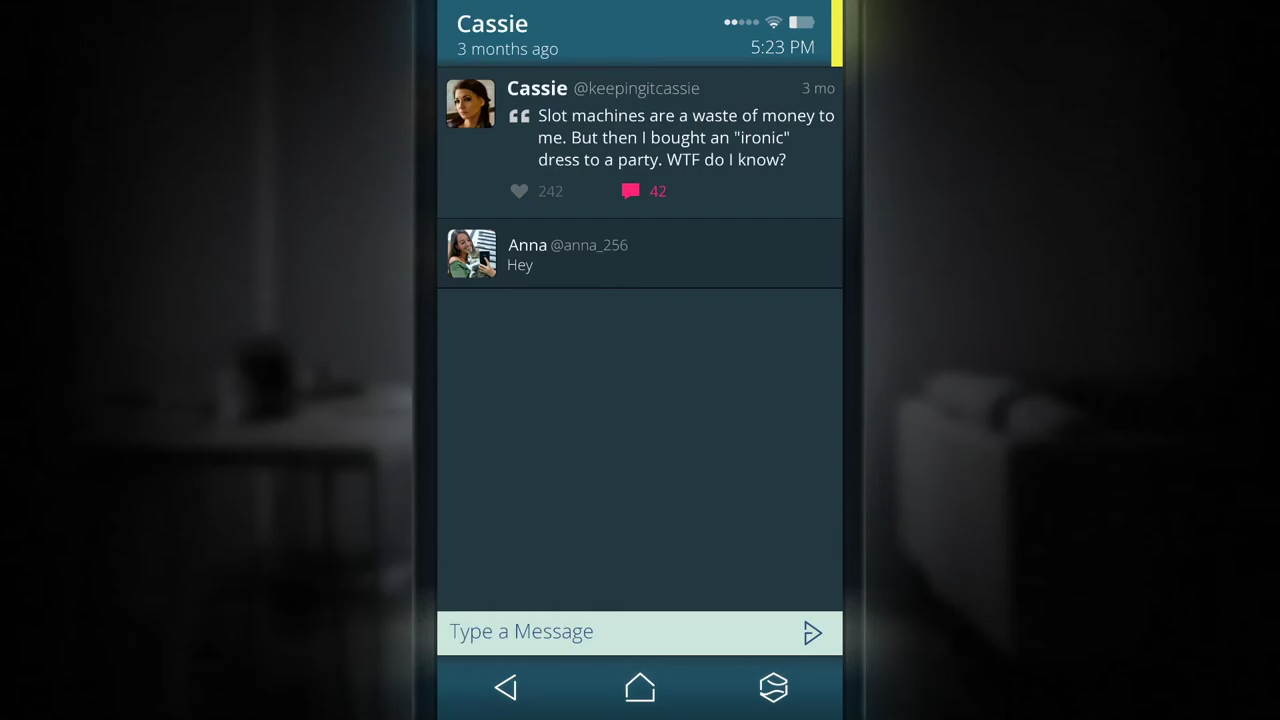 Cassie
3 months ago
5:23 PM
Cassie @keepingitcassie 3 mo
Slot machines are a waste of money to
me. But then I bought an "ironic"
dress to a party. WTF do I know?
242 42
Anna @anna_256
Hey
Type a Message